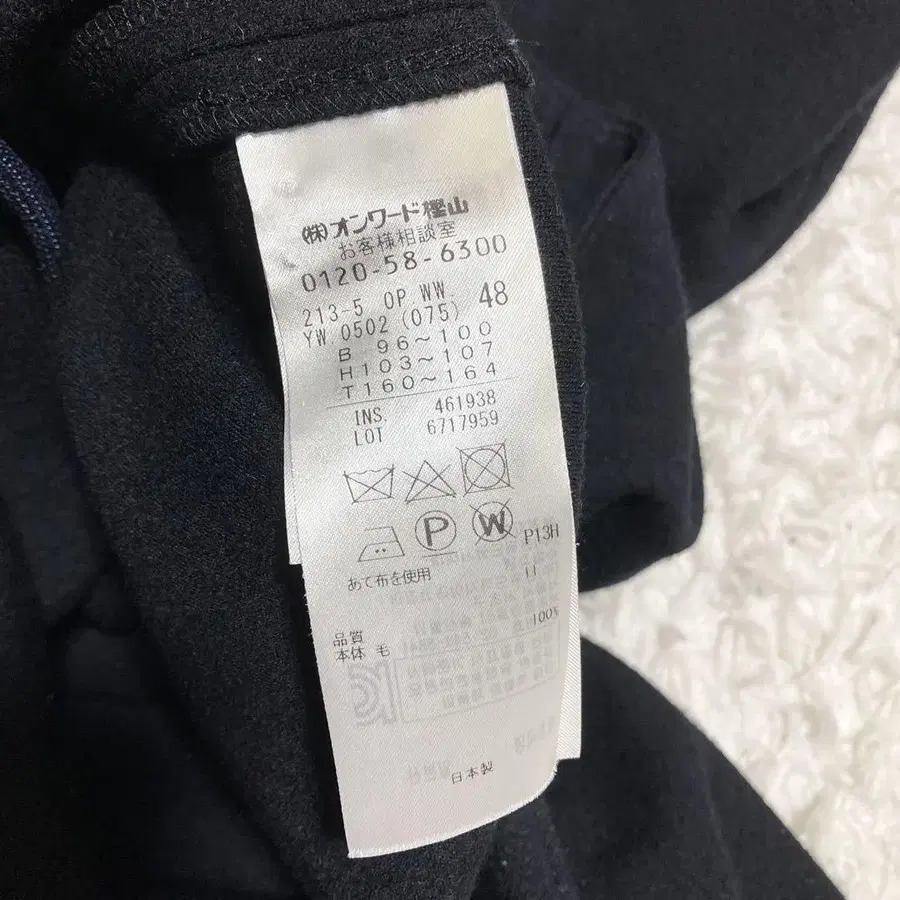 ㈱オンワード樫山
お客様相談室
0120-58-6300
213-5 OP WW 48
YW 0502 (075)
B 96～100
H103～107
T160～164
INS. 461938
LOT 6717959
P W P13H
あて布を使用 11
品質
本体 毛 100%
日本製